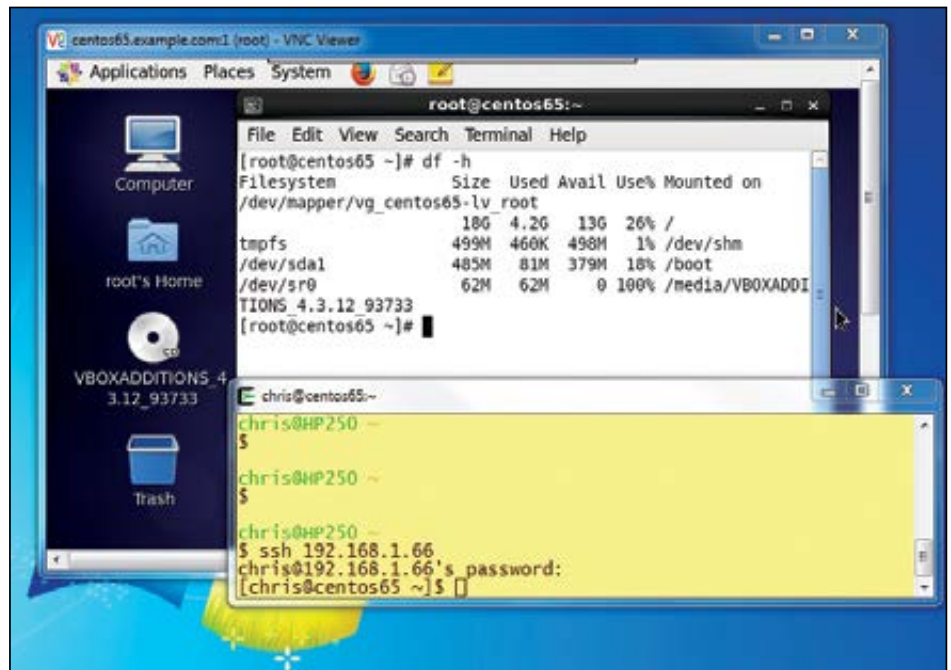 centos65.example.com:1 (root) - VNC Viewer
Applications Places System
root@centos65:~
File Edit View Search Terminal Help
[root@centos65 ~]# df -h
Filesystem Size Used Avail Use% Mounted on
/dev/mapper/vg_centos65-lv_root
18G 4.2G 13G 26% /
tmpfs 499M 460K 498M 1% /dev/shm
/dev/sda1 485M 81M 379M 18% /boot
/dev/sr0 62M 62M 0 100% /media/VBOXADDI
TIONS_4.3.12_93733
[root@centos65 ~]#
Computer
root's Home
VBOXADDITIONS_4.
3.12_93733
Trash
chris@centos65:~
chris@HP250 ~
$
chris@HP250 ~
$
chris@HP250 ~
$ ssh 192.168.1.66
chris@192.168.1.66's password:
[chris@centos65 ~]$